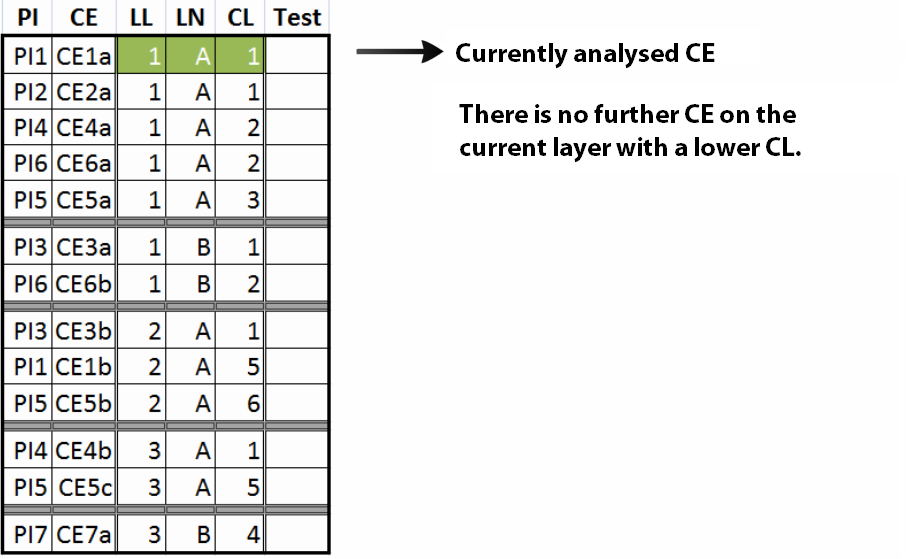 PI CE LL LN CL Test
PI1 CE1a 1 A 1
Currently analysed CE
PI2 CE2a 1 A 1
There is no further CE on the
current layer with a lower CL.
PI4 CE4a 1 A 2
PI6 CE6a 1 A 2
PI5 CE5a 1 A 3
PI3 CE3a 1 B 1
PI6 CE6b 1 B 2
PI3 CE3b 2 A 1
PI1 CE1b 2 A 5
PI5 CE5b 2 A 6
PI4 CE4b 3 A 1
PI5 CE5c 3 A 5
PI7 CE7a 3 B 4